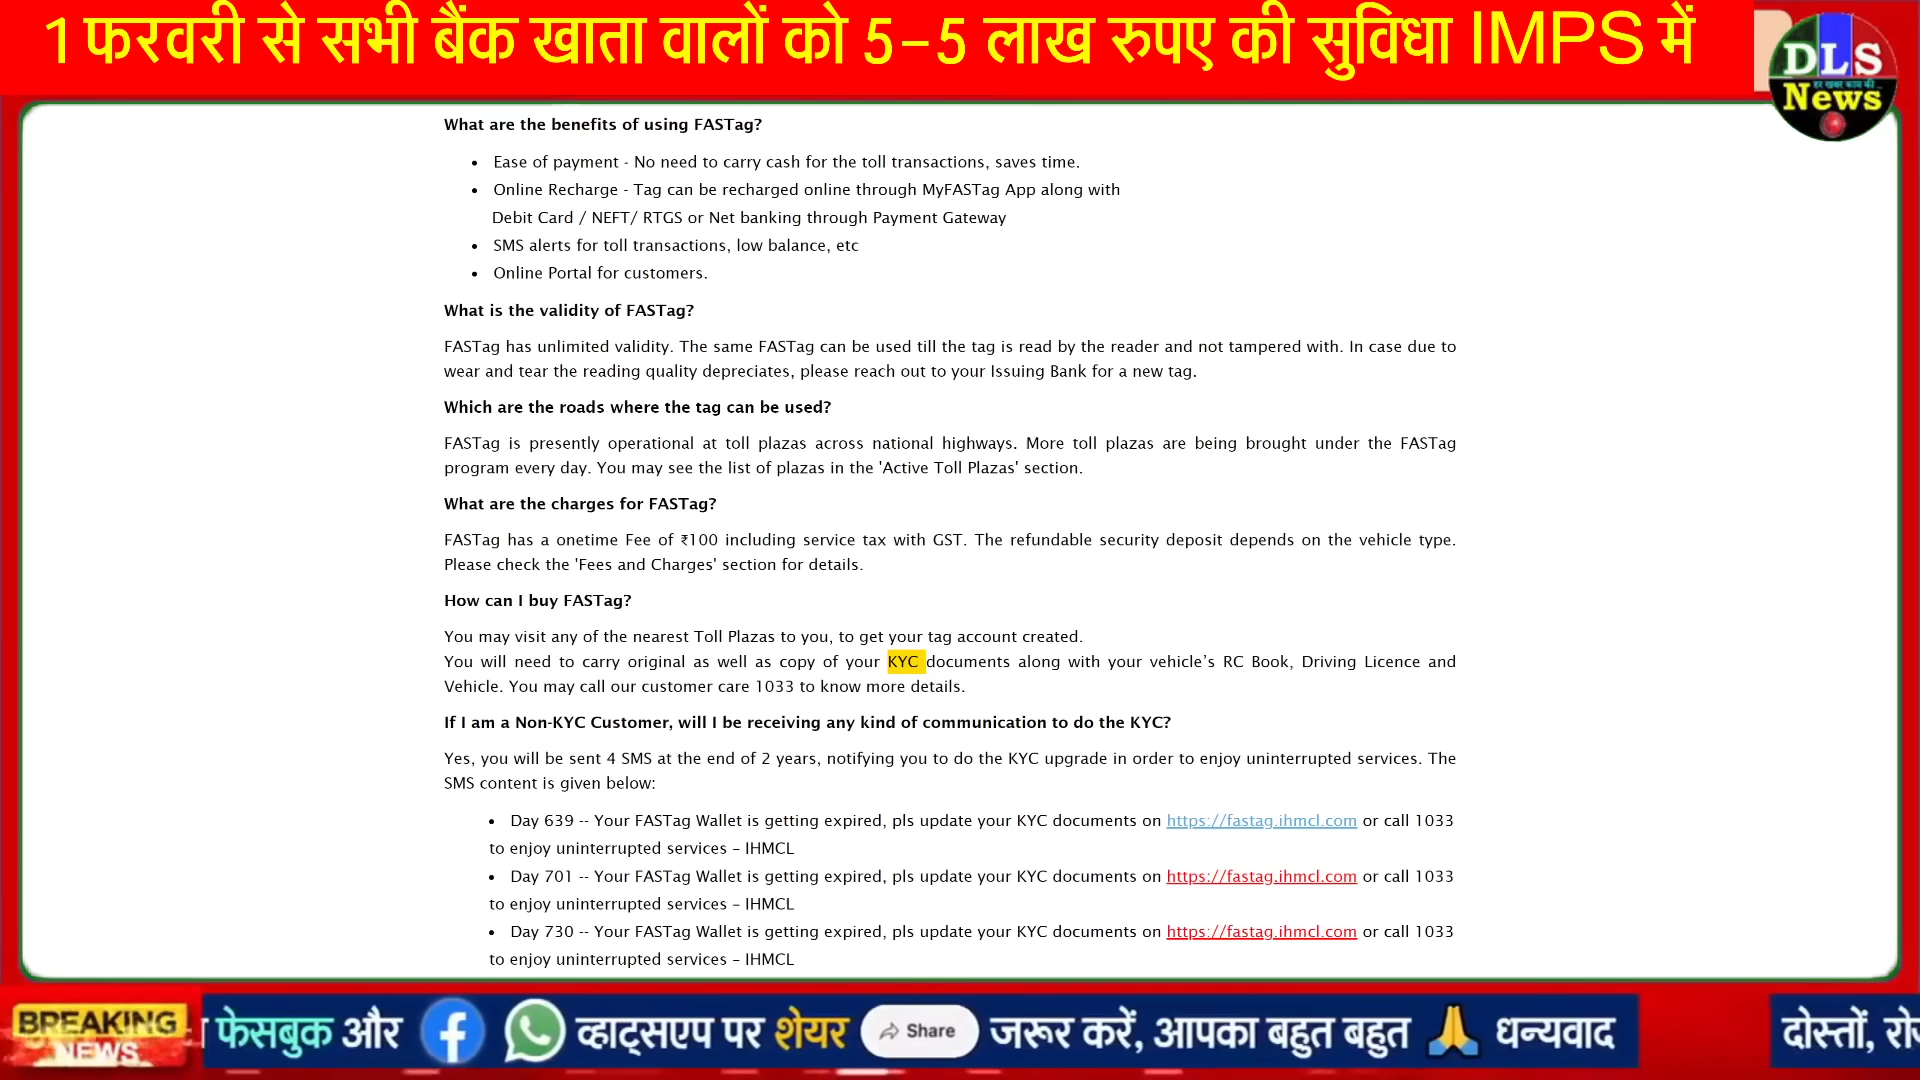 1 फरवरी से सभी बैंक खाता वालों को 5-5 लाख रुपए की सुविधा IMPS में
DLS
हर खबर काम की
News
What are the benefits of using FASTag?
• Ease of payment - No need to carry cash for the toll transactions, saves time.
• Online Recharge - Tag can be recharged online through MyFASTag App along with
Debit Card / NEFT/ RTGS or Net banking through Payment Gateway
• SMS alerts for toll transactions, low balance, etc
• Online Portal for customers.
What is the validity of FASTag?
FASTag has unlimited validity. The same FASTag can be used till the tag is read by the reader and not tampered with. In case due to
wear and tear the reading quality depreciates, please reach out to your Issuing Bank for a new tag.
Which are the roads where the tag can be used?
FASTag is presently operational at toll plazas across national highways. More toll plazas are being brought under the FASTag
program every day. You may see the list of plazas in the 'Active Toll Plazas' section.
What are the charges for FASTag?
FASTag has a onetime Fee of ₹100 including service tax with GST. The refundable security deposit depends on the vehicle type.
Please check the 'Fees and Charges' section for details.
How can I buy FASTag?
You may visit any of the nearest Toll Plazas to you, to get your tag account created.
You will need to carry original as well as copy of your KYC documents along with your vehicle’s RC Book, Driving Licence and
Vehicle. You may call our customer care 1033 to know more details.
If I am a Non-KYC Customer, will I be receiving any kind of communication to do the KYC?
Yes, you will be sent 4 SMS at the end of 2 years, notifying you to do the KYC upgrade in order to enjoy uninterrupted services. The
SMS content is given below:
• Day 639 -- Your FASTag Wallet is getting expired, pls update your KYC documents on https://fastag.ihmcl.com or call 1033
to enjoy uninterrupted services – IHMCL
• Day 701 -- Your FASTag Wallet is getting expired, pls update your KYC documents on https://fastag.ihmcl.com or call 1033
to enjoy uninterrupted services – IHMCL
• Day 730 -- Your FASTag Wallet is getting expired, pls update your KYC documents on https://fastag.ihmcl.com or call 1033
to enjoy uninterrupted services – IHMCL
BREAKING
NEWS
फेसबुक और व्हाट्सएप पर शेयर Share जरूर करें, आपका बहुत बहुत 🙏 धन्यवाद दोस्तों,